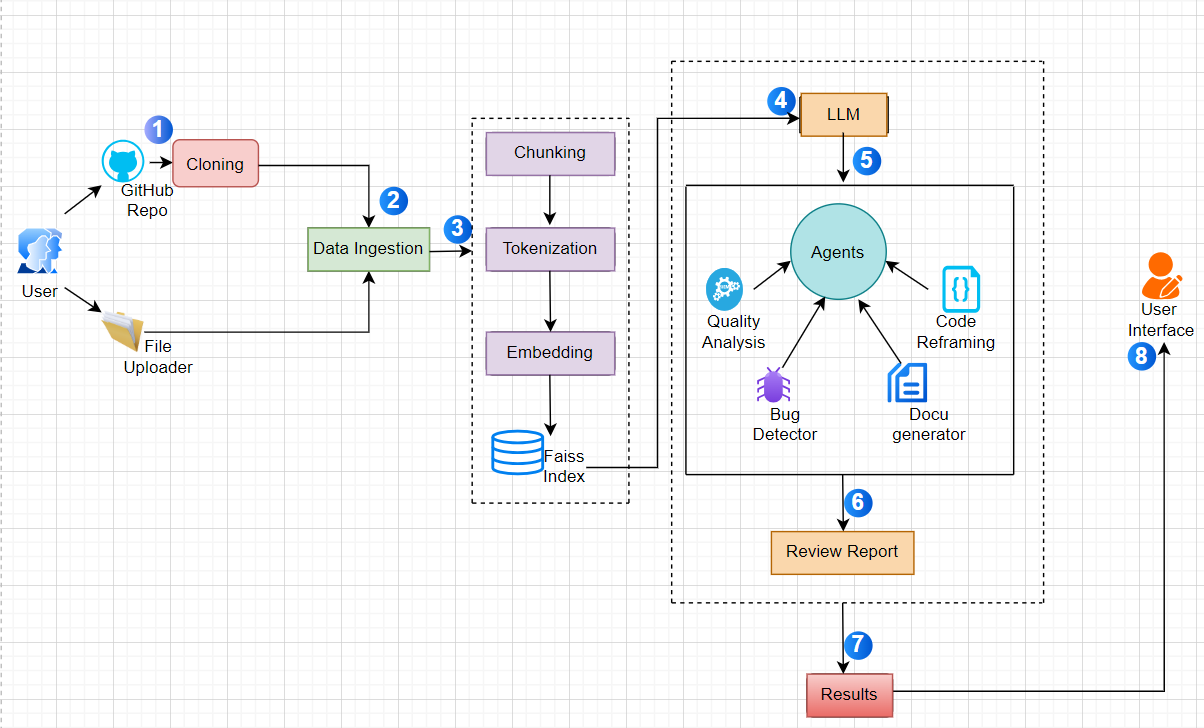 1
GitHub
Repo
Cloning
User
File
Uploader
2
Data Ingestion
3
Chunking
Tokenization
Embedding
Faiss
Index
4
LLM
5
Agents
Quality
Analysis
Code
Reframing
Bug
Detector
Docu
generator
6
Review Report
7
Results
User
Interface
8